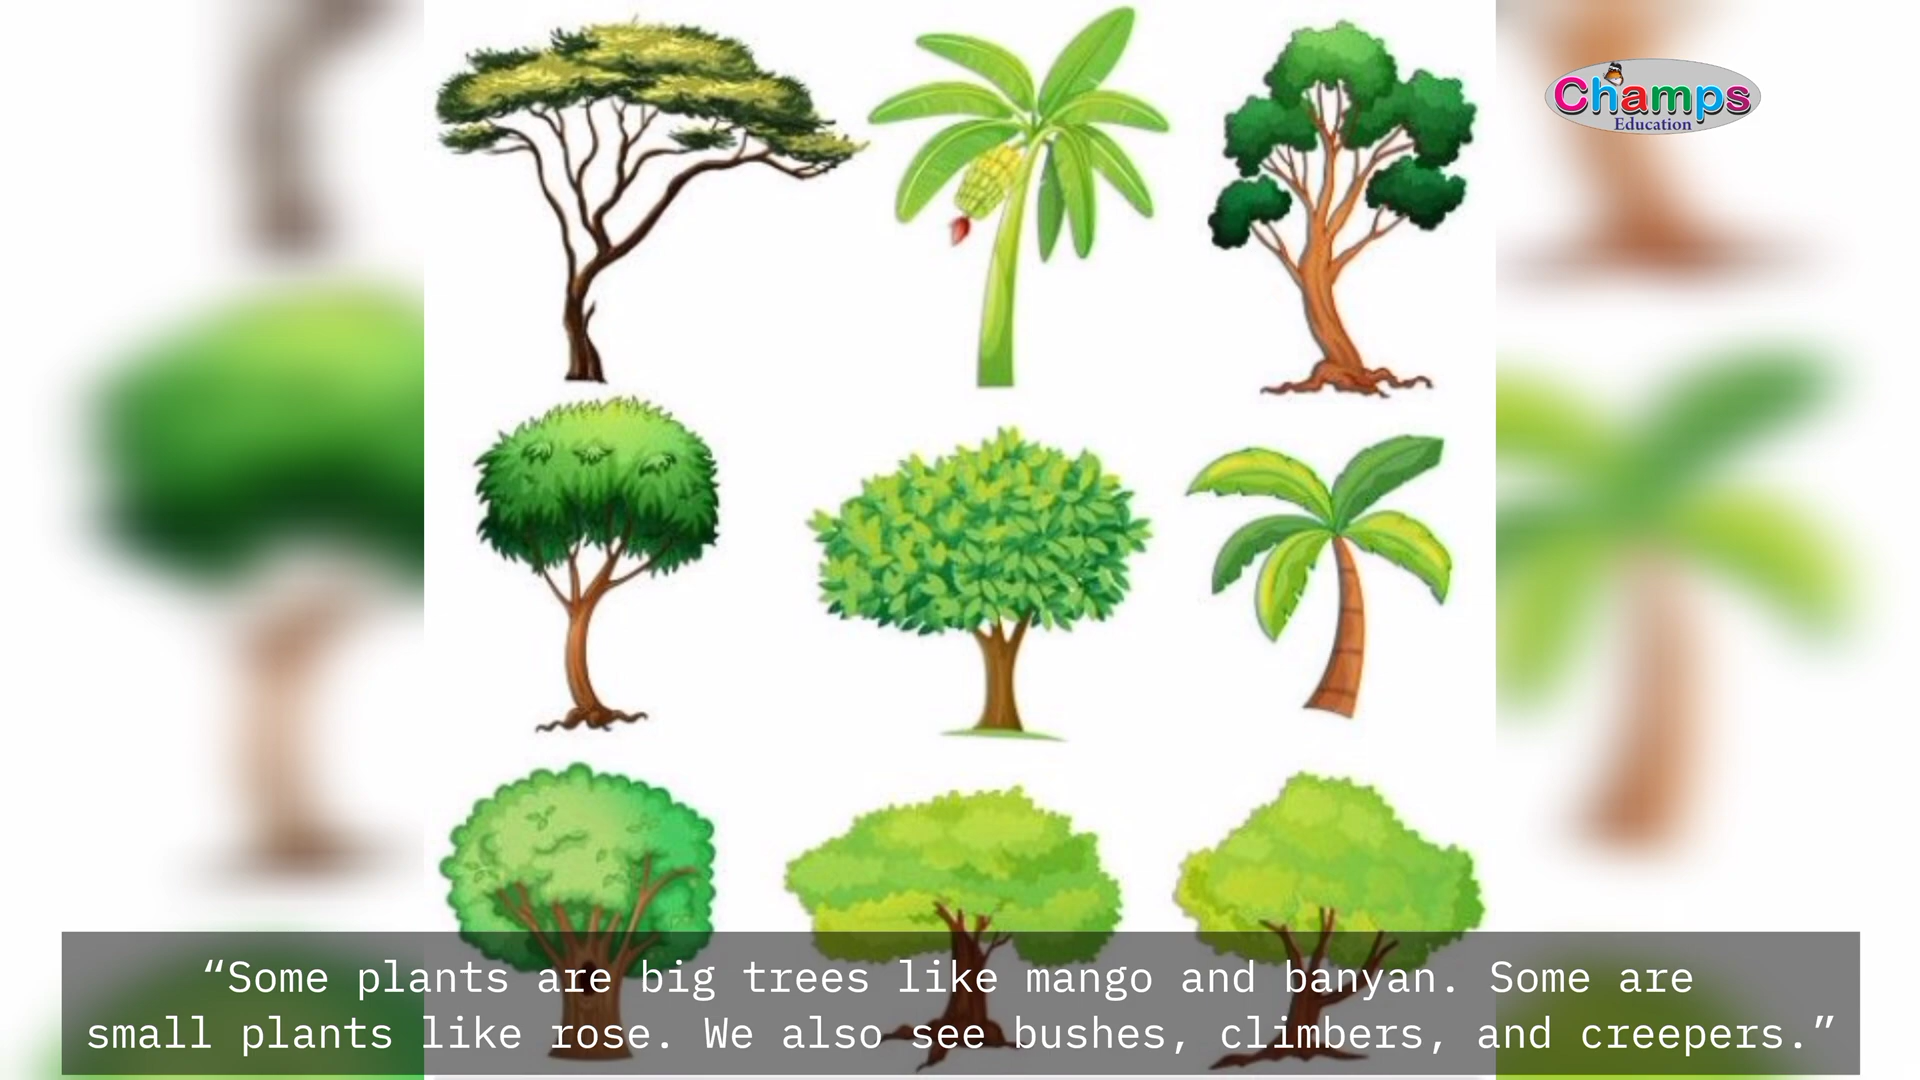 Champs
Education
“Some plants are big trees like mango and banyan. Some are
small plants like rose. We also see bushes, climbers, and creepers.”